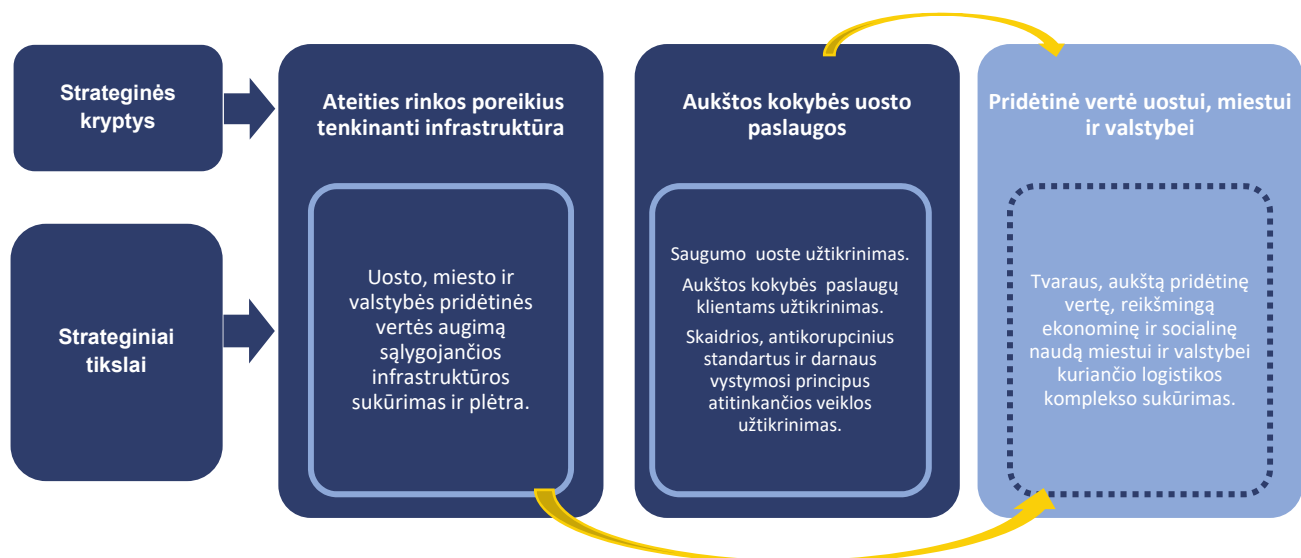 Strateginės
kryptys
Ateities rinkos poreikius
tenkinanti infrastruktūra
Aukštos kokybės uosto
paslaugos
Pridėtinė vertė uostui, miestui
ir valstybei
Strateginiai
tikslai
Uosto, miesto ir
valstybės pridėtinės
vertės augimą
sąlygojančios
infrastruktūros
sukūrimas ir plėtra.
Saugumo uoste užtikrinimas.
Aukštos kokybės paslaugų
klientams užtikrinimas.
Skaidrios, antikorupcinius
standartus ir darnaus
vystymosi principus
atitinkančios veiklos
užtikrinimas.
Tvaraus, aukštą pridėtinę
vertę, reikšmingą
ekonominę ir socialinę
naudą miestui ir valstybei
kuriančio logistikos
komplekso sukūrimas.